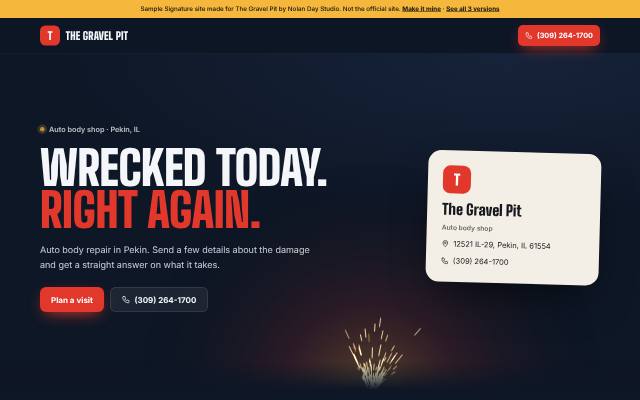 Sample Signature site made for The Gravel Pit by Nolan Day Studio. Not the official site. Make it mine · See all 3 versions
T THE GRAVEL PIT
(309) 264-1700
Auto body shop · Pekin, IL
WRECKED TODAY.
RIGHT AGAIN.
Auto body repair in Pekin. Send a few details about the damage
and get a straight answer on what it takes.
Plan a visit
(309) 264-1700
T
The Gravel Pit
Auto body shop
12521 IL-29, Pekin, IL 61554
(309) 264-1700